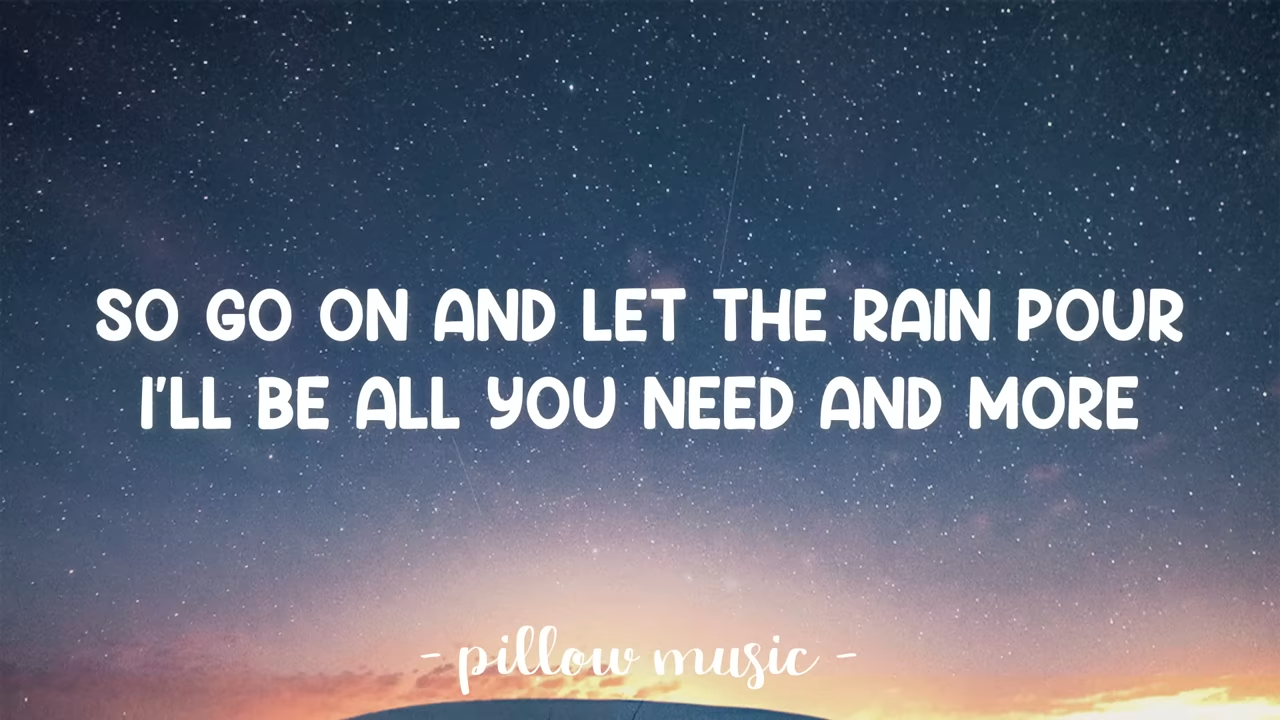 SO GO ON AND LET THE RAIN POUR
I'LL BE ALL YOU NEED AND MORE
- pillow music -